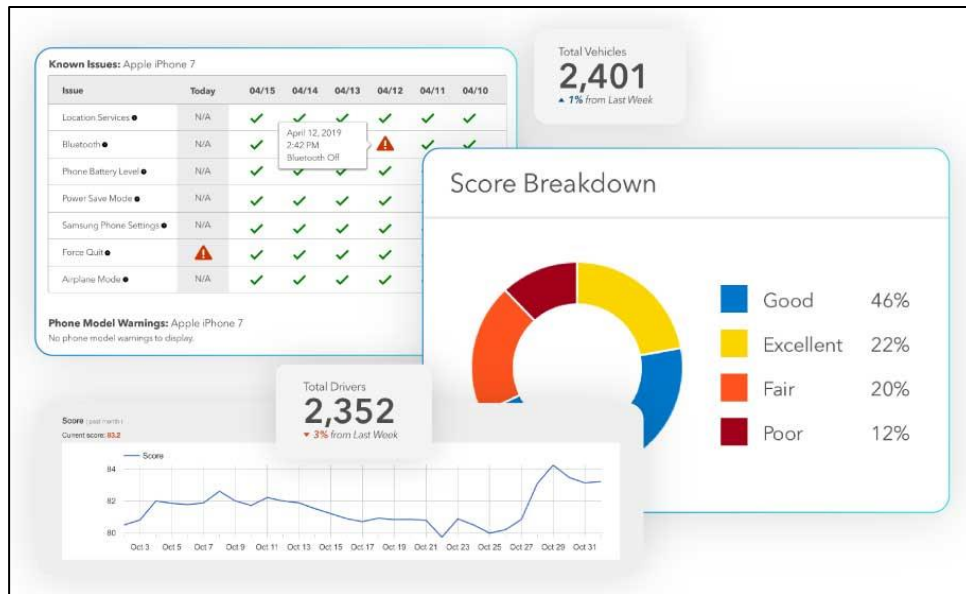 Known Issues: Apple iPhone 7
Issue Today 04/15 04/14 04/13 04/12 04/11 04/10
Location Services N/A
Bluetooth N/A
April 12, 2019
2:42 PM
Bluetooth Off
Phone Battery Level N/A
Power Save Mode N/A
Samsung Phone Settings N/A
Force Quit
Airplane Mode N/A
Phone Model Warnings: Apple iPhone 7
No phone model warnings to display.
Total Vehicles
2,401
1% from Last Week
Score Breakdown
Good 46%
Excellent 22%
Fair 20%
Poor 12%
Total Drivers
2,352
3% from Last Week
Score (past month)
Current score: 83.2
Score
84
82
80
Oct 3 Oct 5 Oct 7 Oct 9 Oct 11 Oct 13 Oct 15 Oct 17 Oct 19 Oct 21 Oct 23 Oct 25 Oct 27 Oct 29 Oct 31